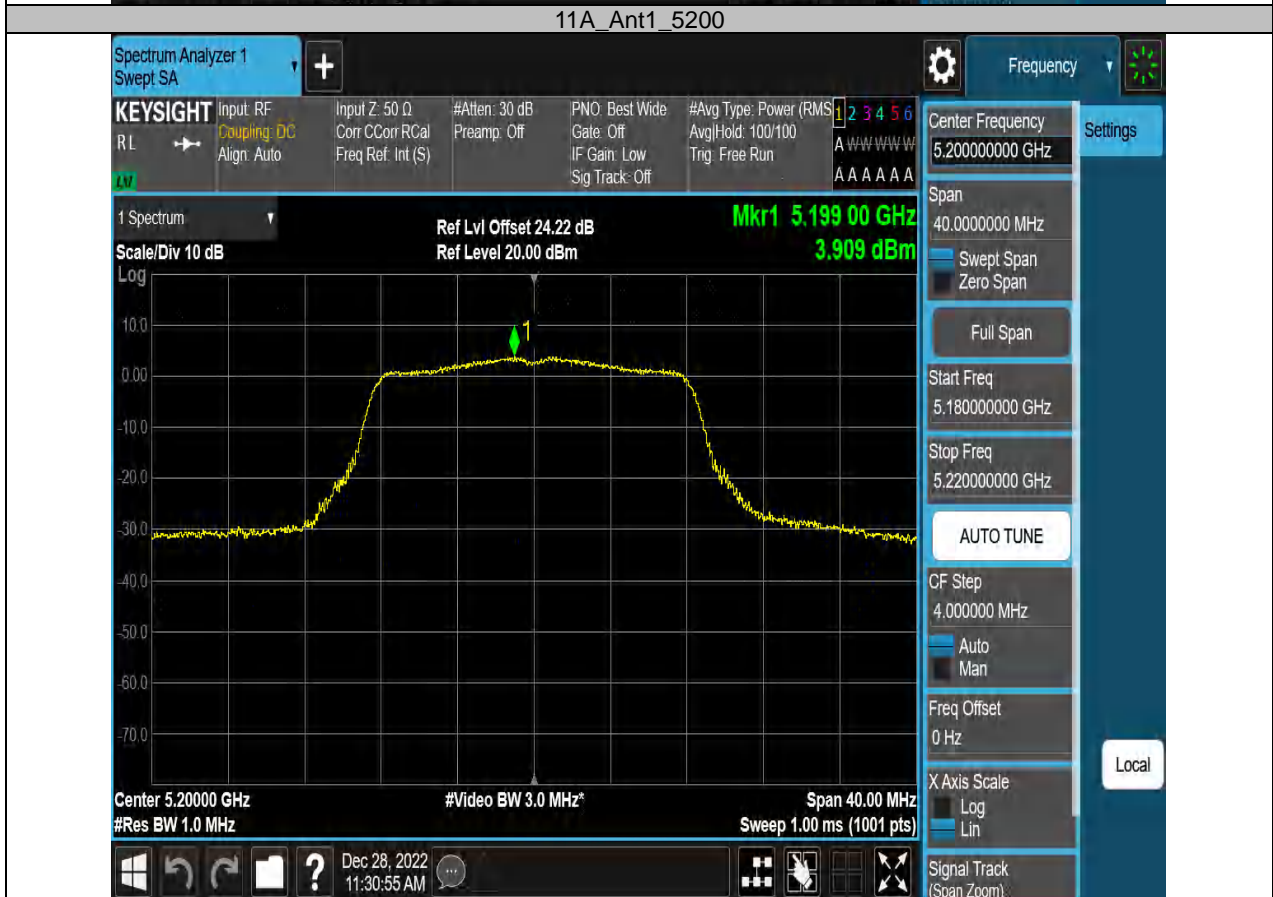 11A_Ant1_5200
Spectrum Analyzer 1
Swept SA
+
Frequency
KEYSIGHT
RL
Input: RF
Coupling: DC
Align: Auto
Input Z: 50 Ω
Corr CCorr RCal
Freq Ref: Int (S)
#Atten: 30 dB
Preamp: Off
PNO: Best Wide
Gate: Off
IF Gain: Low
Sig Track: Off
#Avg Type: Power (RMS
Avg|Hold: 100/100
Trig: Free Run
1 2 3 4 5 6
A W W W W W
A A A A A A
1 Spectrum
Scale/Div 10 dB
Log
Ref Lvl Offset 24.22 dB
Ref Level 20.00 dBm
Mkr1 5.199 00 GHz
3.909 dBm
1
10.0
0.00
-10.0
-20.0
-30.0
-40.0
-50.0
-60.0
-70.0
Center 5.20000 GHz
#Res BW 1.0 MHz
#Video BW 3.0 MHz*
Span 40.00 MHz
Sweep 1.00 ms (1001 pts)
Center Frequency
5.200000000 GHz
Settings
Span
40.0000000 MHz
Swept Span
Zero Span
Full Span
Start Freq
5.180000000 GHz
Stop Freq
5.220000000 GHz
AUTO TUNE
CF Step
4.000000 MHz
Auto
Man
Freq Offset
0 Hz
X Axis Scale
Log
Lin
Local
Signal Track
(Span Zoom)
?
Dec 28, 2022
11:30:55 AM